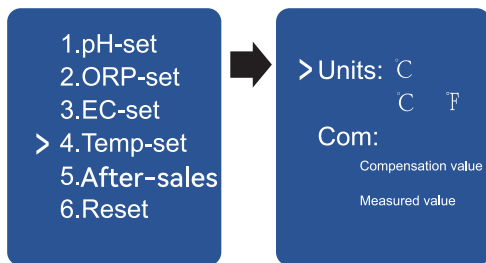 1.pH-set
2.ORP-set
3.EC-set
> 4.Temp-set
5.After-sales
6.Reset
> Units: ℃
℃ ℉
Com:
Compensation value
Measured value